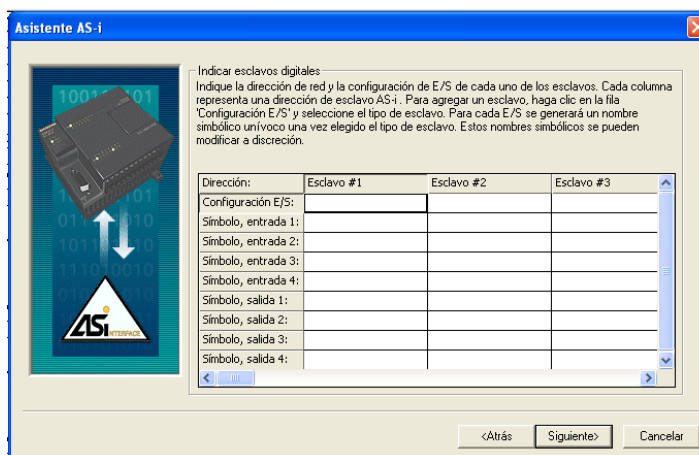 Asistente AS-i
Indicar esclavos digitales
Indique la dirección de red y la configuración de E/S de cada uno de los esclavos. Cada columna
representa una dirección de esclavo AS-i . Para agregar un esclavo, haga clic en la fila
'Configuración E/S' y seleccione el tipo de esclavo. Para cada E/S se generará un nombre
simbólico unívoco una vez elegido el tipo de esclavo. Estos nombres simbólicos se pueden
modificar a discreción.
Dirección: Esclavo #1 Esclavo #2 Esclavo #3
Configuración E/S:
Símbolo, entrada 1:
Símbolo, entrada 2:
Símbolo, entrada 3:
Símbolo, entrada 4:
Símbolo, salida 1:
Símbolo, salida 2:
Símbolo, salida 3:
Símbolo, salida 4:
ASi INTERFACE
<Atrás Siguiente> Cancelar